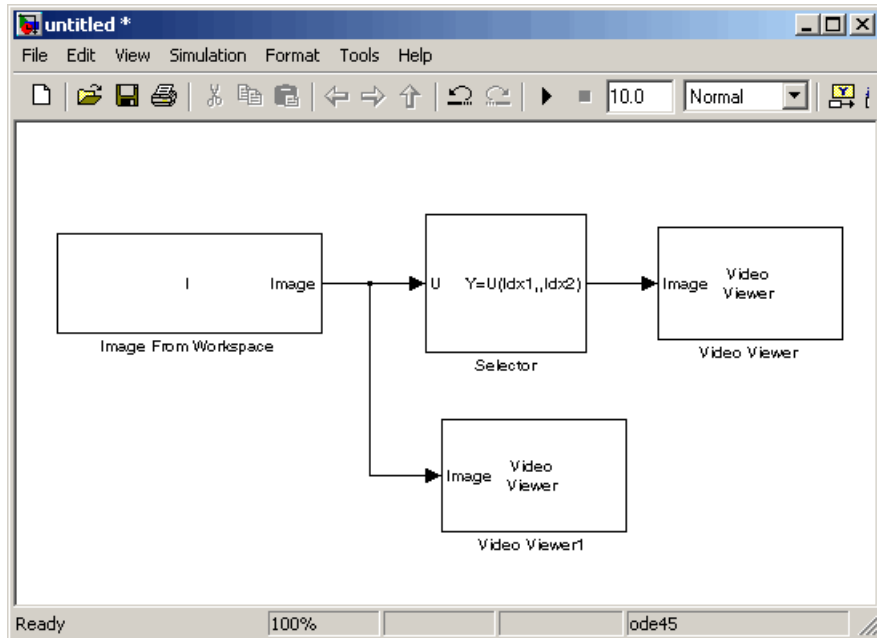 untitled *
File Edit View Simulation Format Tools Help
10.0 Normal
I Image
Image From Workspace
U Y=U(Idx1,,Idx2)
Selector
Image Video
Viewer
Video Viewer
Image Video
Viewer
Video Viewer1
Ready 100% ode45